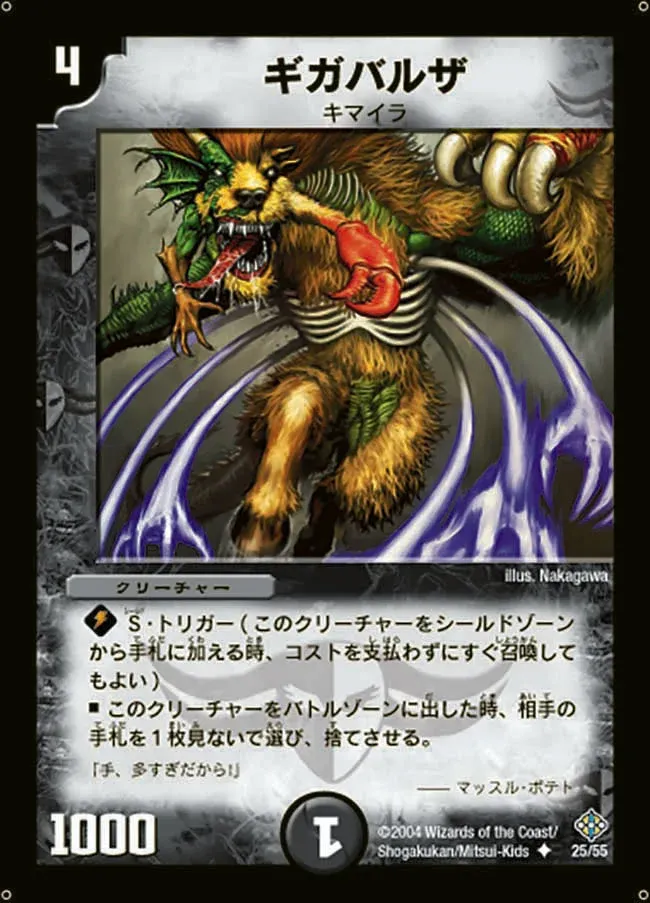 4
ギガバルザ
キマイラ
illus. Nakagawa
クリーチャー
S・トリガー(このクリーチャーをシールドゾーン
から手札に加える時、コストを支払わずにすぐ召喚して
もよい)
■ このクリーチャーをバトルゾーンに出した時、相手の
手札を1枚見ないで選び、捨てさせる。
「手、多すぎだから!」
—— マッスル・ポテト
1000
1
©2004 Wizards of the Coast/
Shogakukan/Mitsui-Kids
25/55